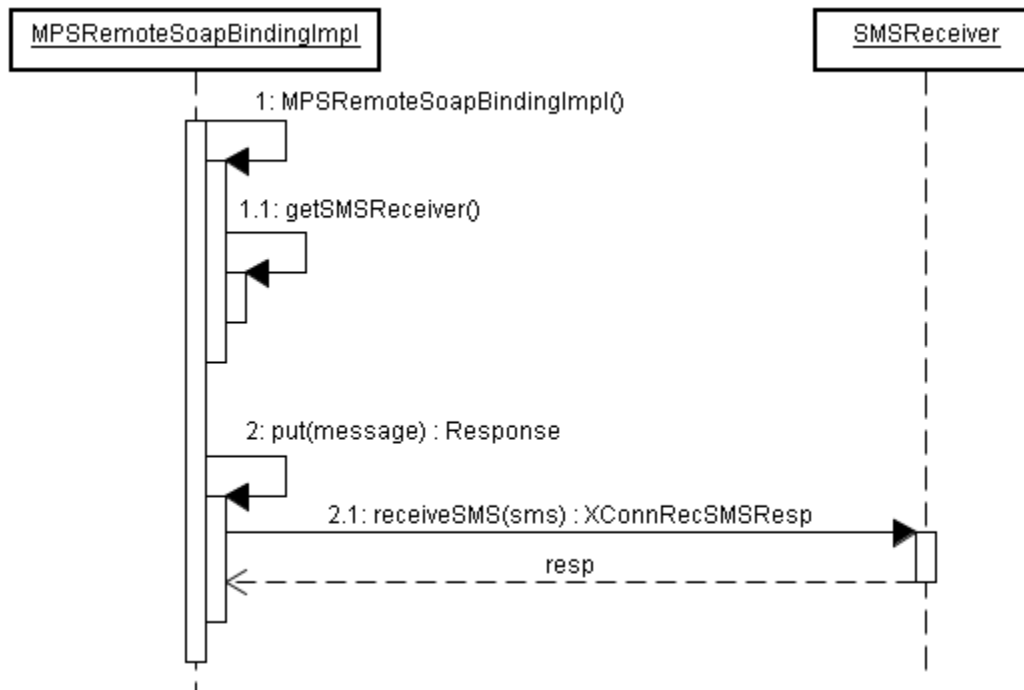 MPSRemoteSoapBindingImpl
SMSReceiver
1: MPSRemoteSoapBindingImpl()
1.1: getSMSReceiver()
2: put(message) : Response
2.1: receiveSMS(sms) : XConnRecSMSResp
resp